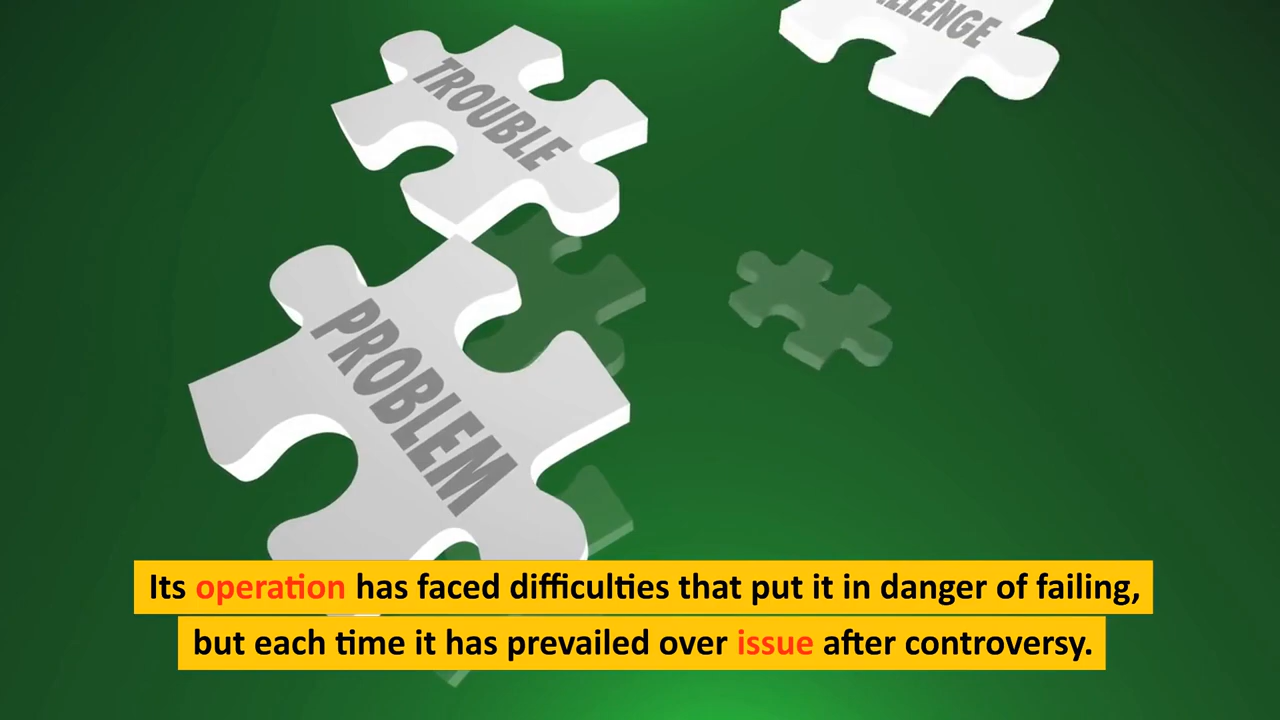 TROUBLE
PROBLEM
Its operation has faced difficulties that put it in danger of failing,
but each time it has prevailed over issue after controversy.